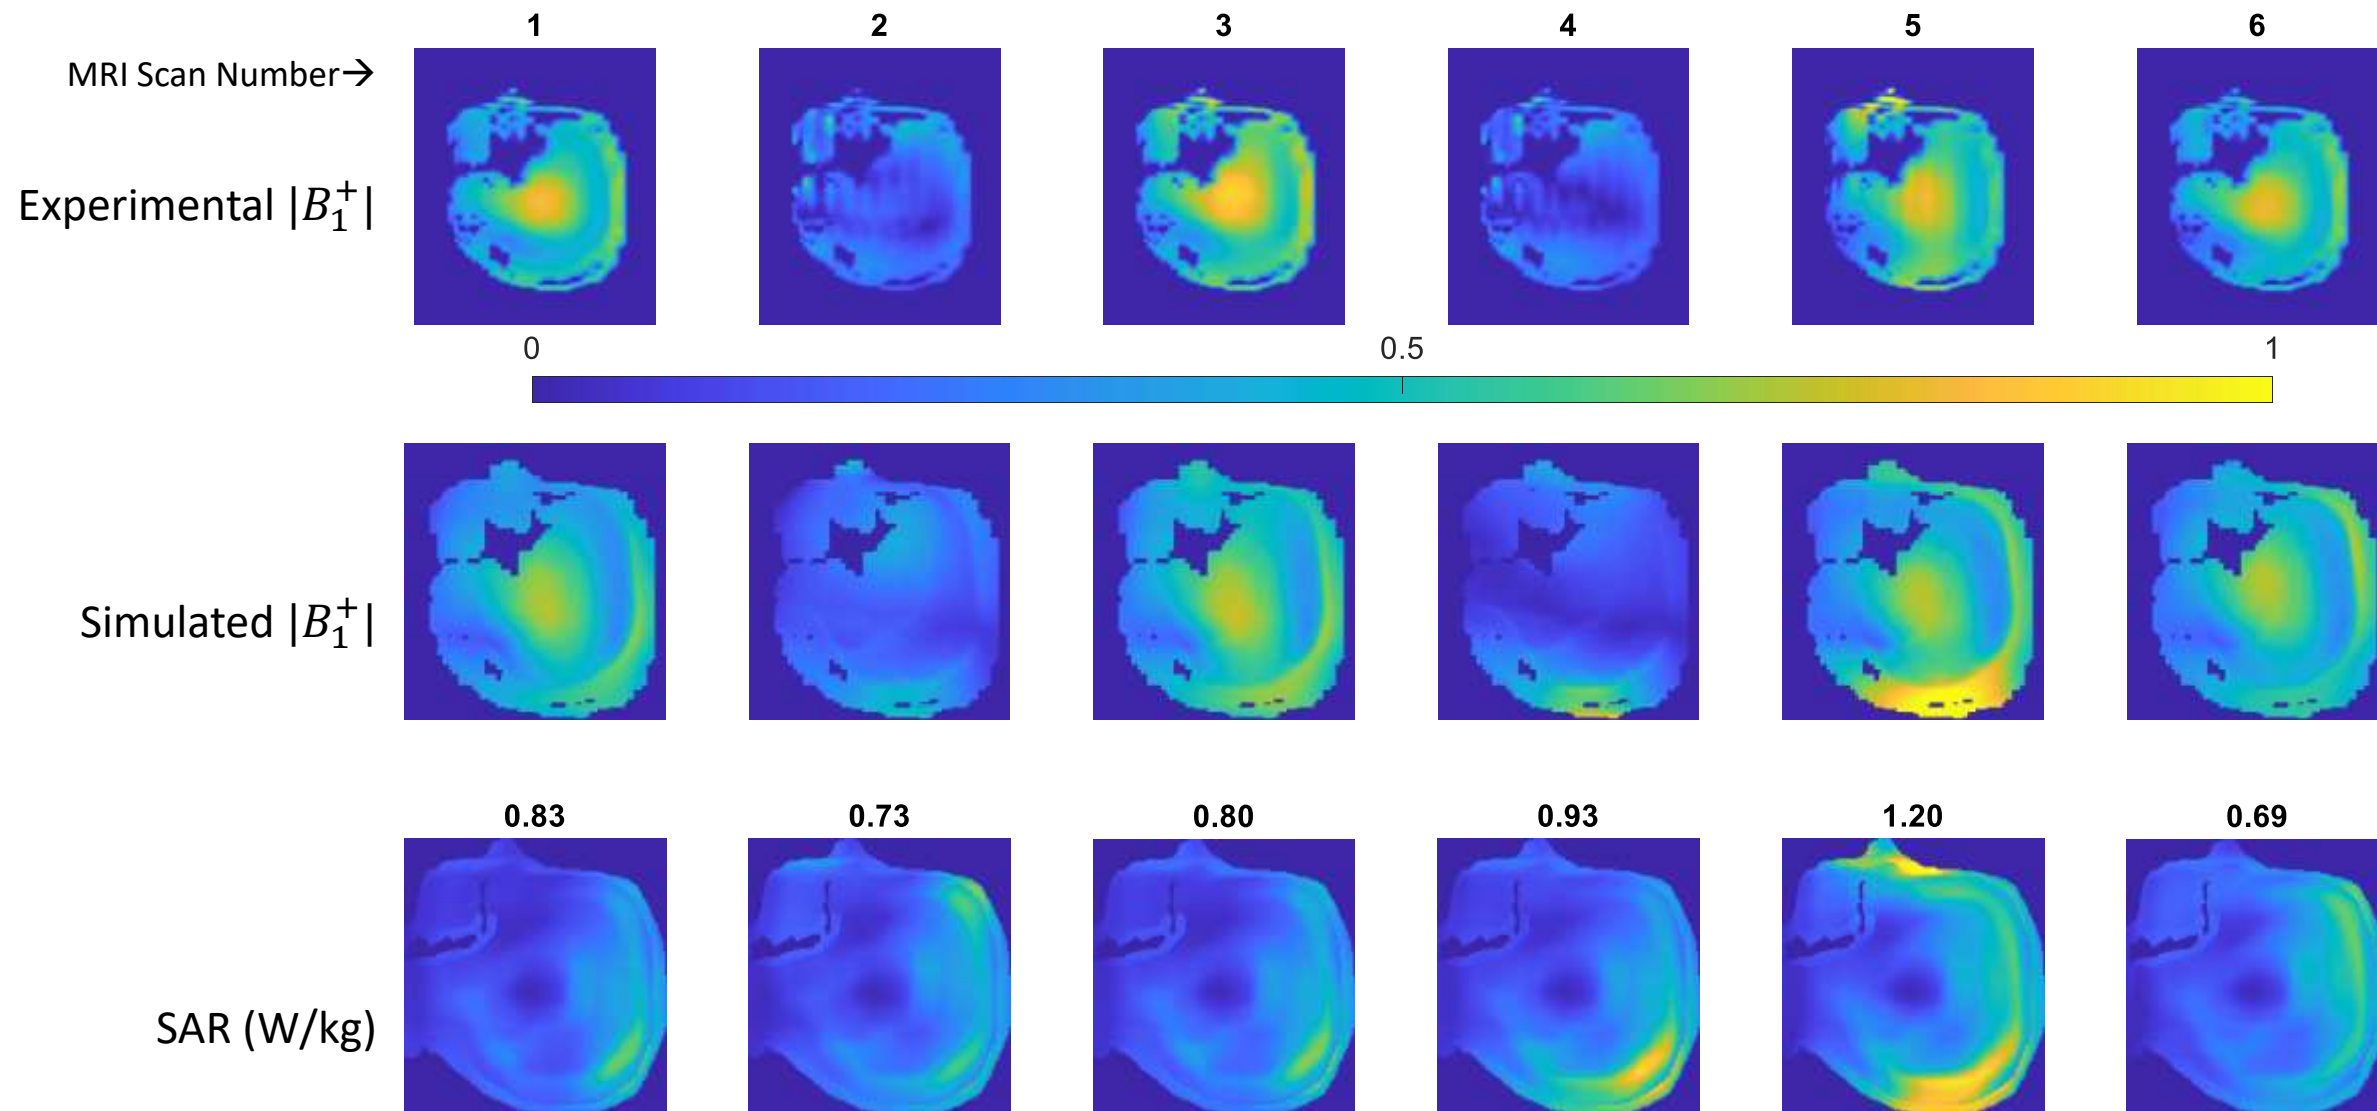 1 2 3 4 5 6
MRI Scan Number→
Experimental |B₁⁺|
0 0.5 1
Simulated |B₁⁺|
0.83 0.73 0.80 0.93 1.20 0.69
SAR (W/kg)